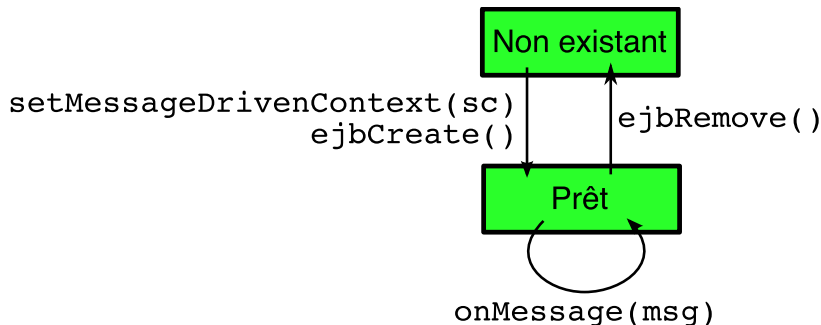 Non existant
setMessageDrivenContext(sc)
ejbCreate()
ejbRemove()
Prêt
onMessage(msg)